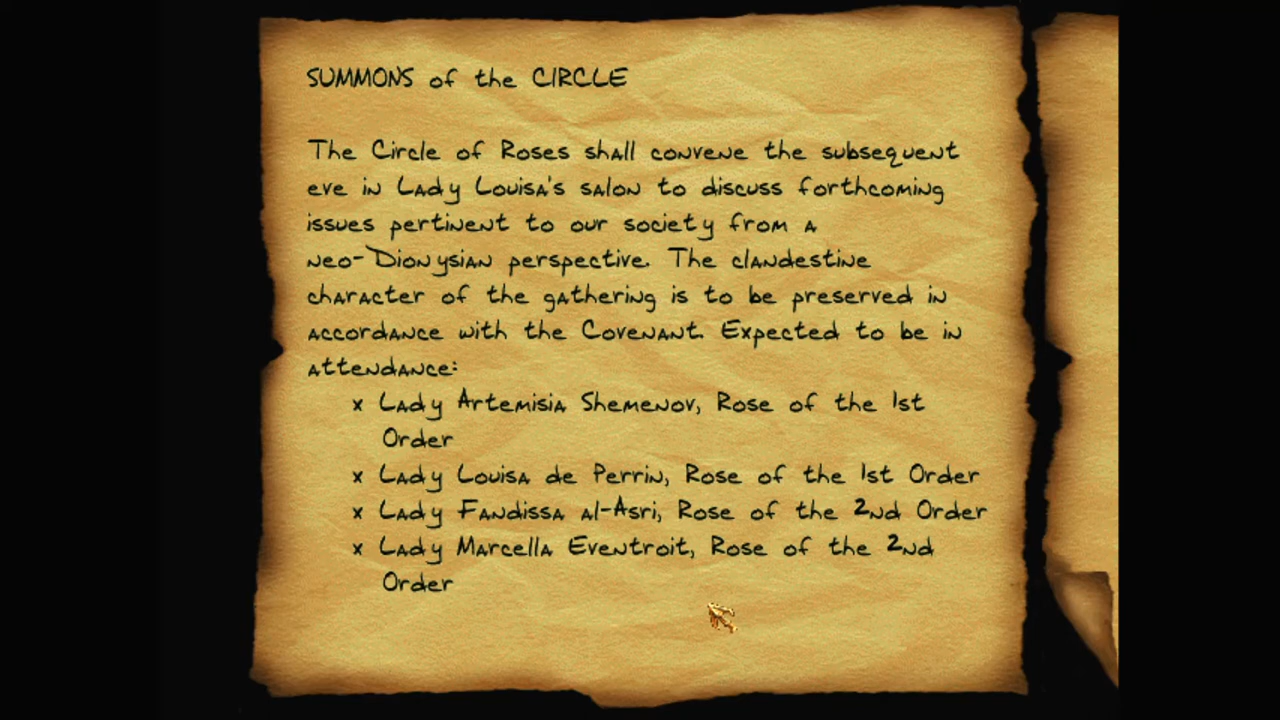 SUMMONS of the CIRCLE
The Circle of Roses shall convene the subsequent
eve in Lady Louisa's salon to discuss forthcoming
issues pertinent to our society from a
neo-Dionysian perspective. The clandestine
character of the gathering is to be preserved in
accordance with the Covenant. Expected to be in
attendance:
x Lady Artemisia Shemenov, Rose of the 1st
Order
x Lady Louisa de Perrin, Rose of the 1st Order
x Lady Fandissa al-Asri, Rose of the 2nd Order
x Lady Marcella Eventroit, Rose of the 2nd
Order